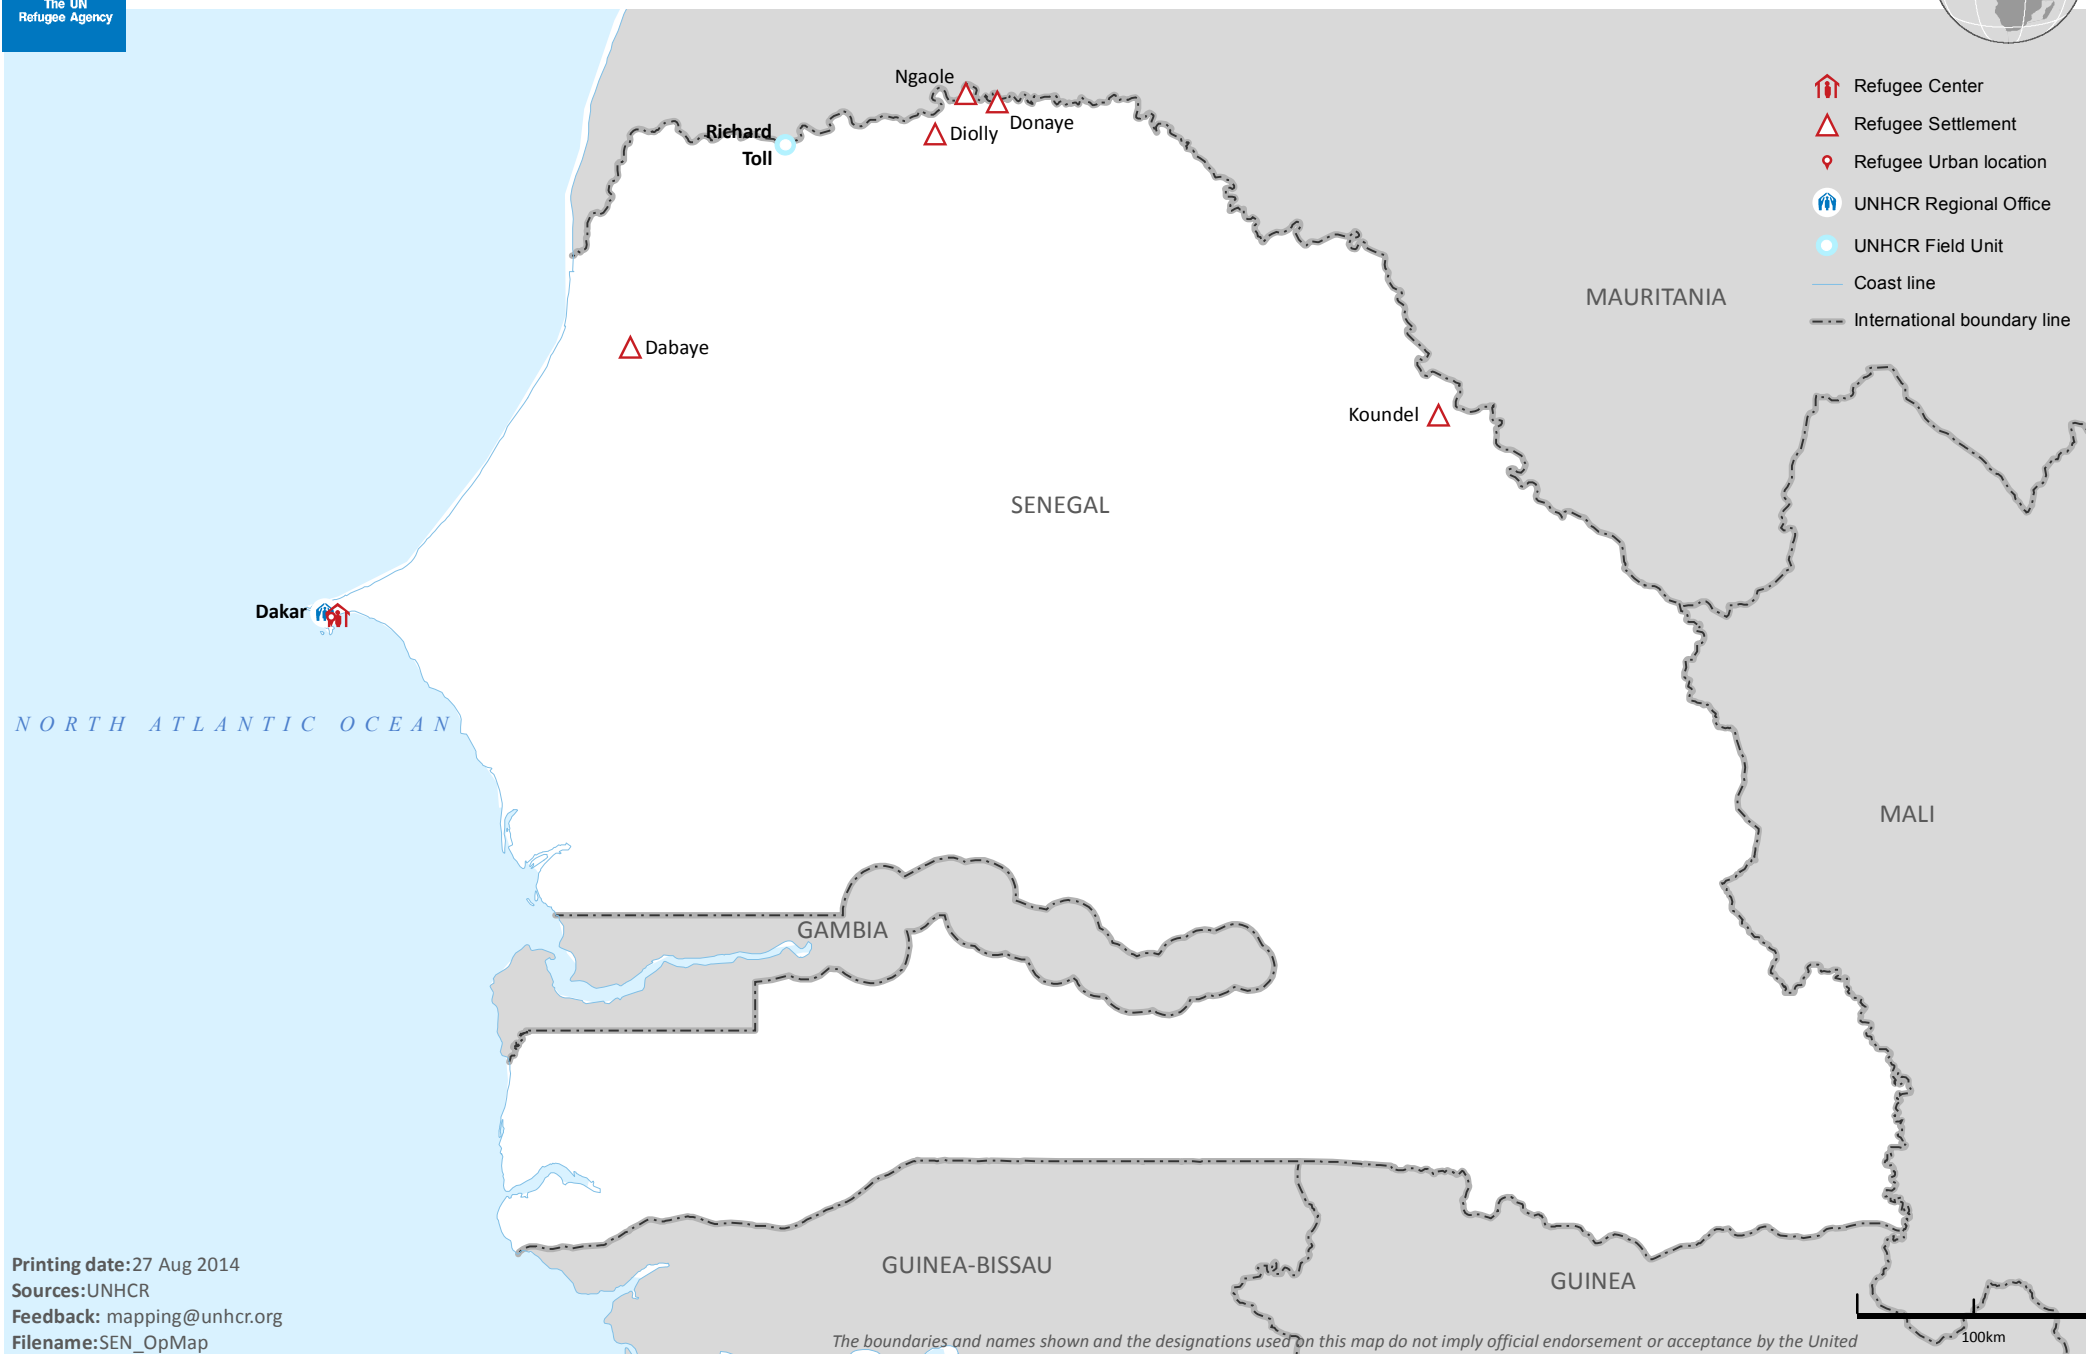 The UN
Refugee Agency
Ngaole
Donaye
Diolly
Richard
Toll
Refugee Center
Refugee Settlement
Refugee Urban location
UNHCR Regional Office
UNHCR Field Unit
Coast line
International boundary line
MAURITANIA
Dabaye
Koundel
SENEGAL
Dakar
NORTH ATLANTIC OCEAN
MALI
GAMBIA
GUINEA-BISSAU
GUINEA
Printing date:27 Aug 2014
Sources:UNHCR
Feedback: mapping@unhcr.org
Filename:SEN_OpMap
100km
The boundaries and names shown and the designations used on this map do not imply official endorsement or acceptance by the United